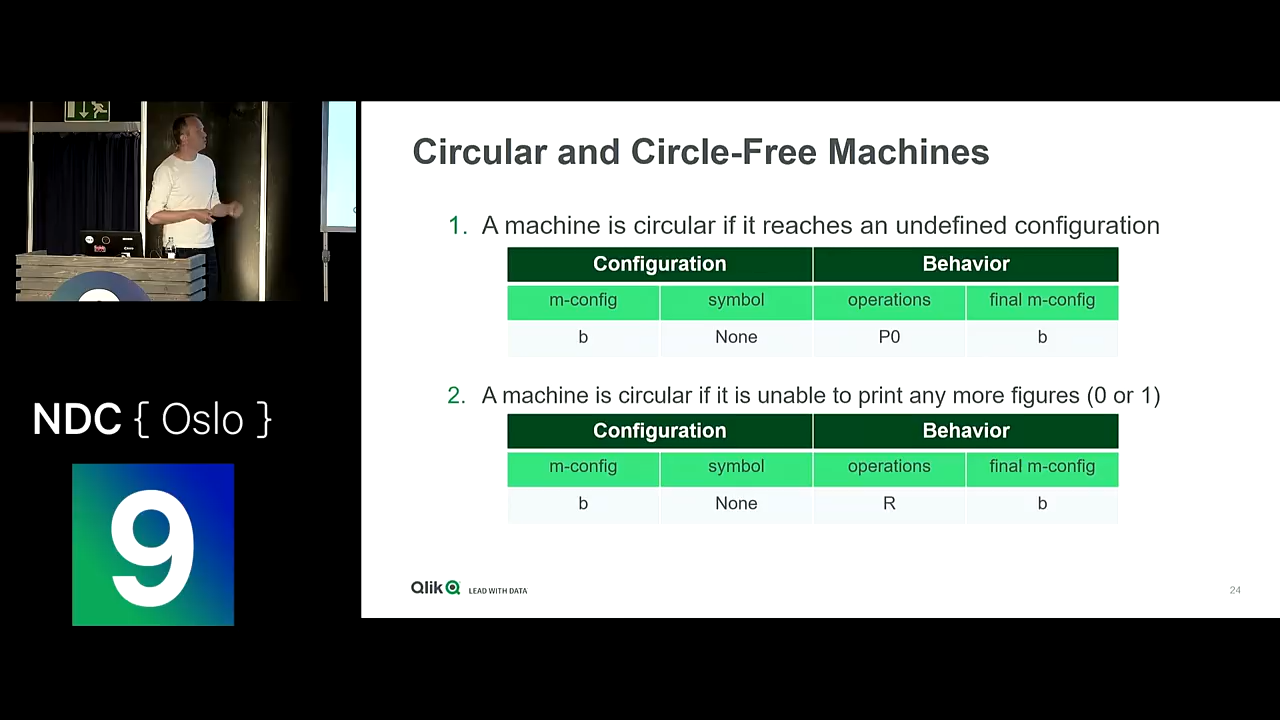 Circular and Circle-Free Machines
1. A machine is circular if it reaches an undefined configuration
Configuration Behavior
m-config symbol operations final m-config
b None P0 b
2. A machine is circular if it is unable to print any more figures (0 or 1)
Configuration Behavior
m-config symbol operations final m-config
b None R b
Qlik LEAD WITH DATA
24
NDC { Oslo }
9